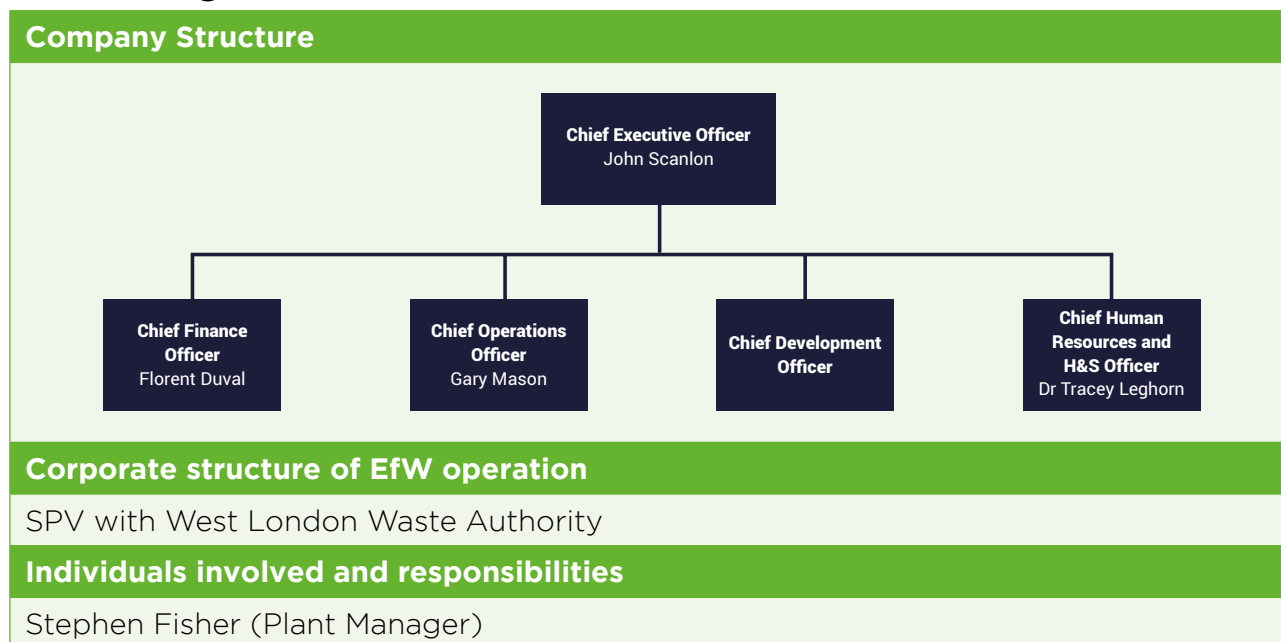 Company Structure
Chief Executive Officer
John Scanlon
Chief Finance
Officer
Florent Duval
Chief Operations
Officer
Gary Mason
Chief Development
Officer
Chief Human
Resources and
H&S Officer
Dr Tracey Leghorn
Corporate structure of EfW operation
SPV with West London Waste Authority
Individuals involved and responsibilities
Stephen Fisher (Plant Manager)